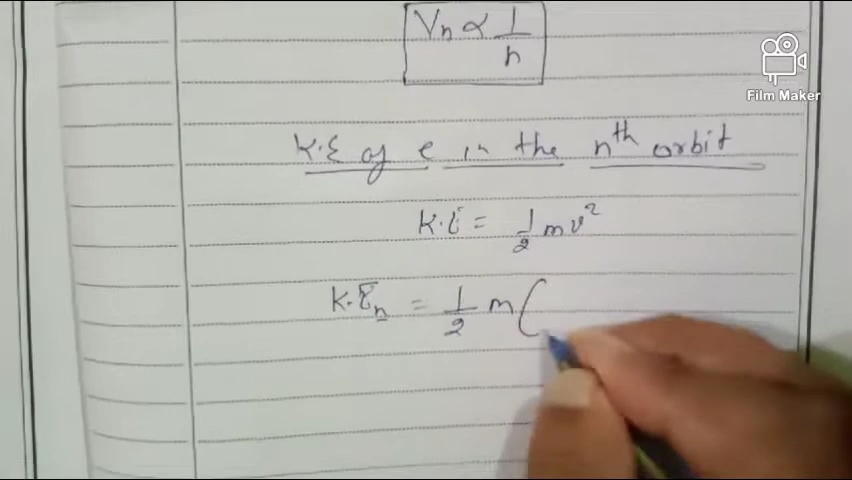 Vn ∝ 1/n
Film Maker
K.E of e in the nth orbit
K.E = 1/2 mv²
K.En = 1/2 m(